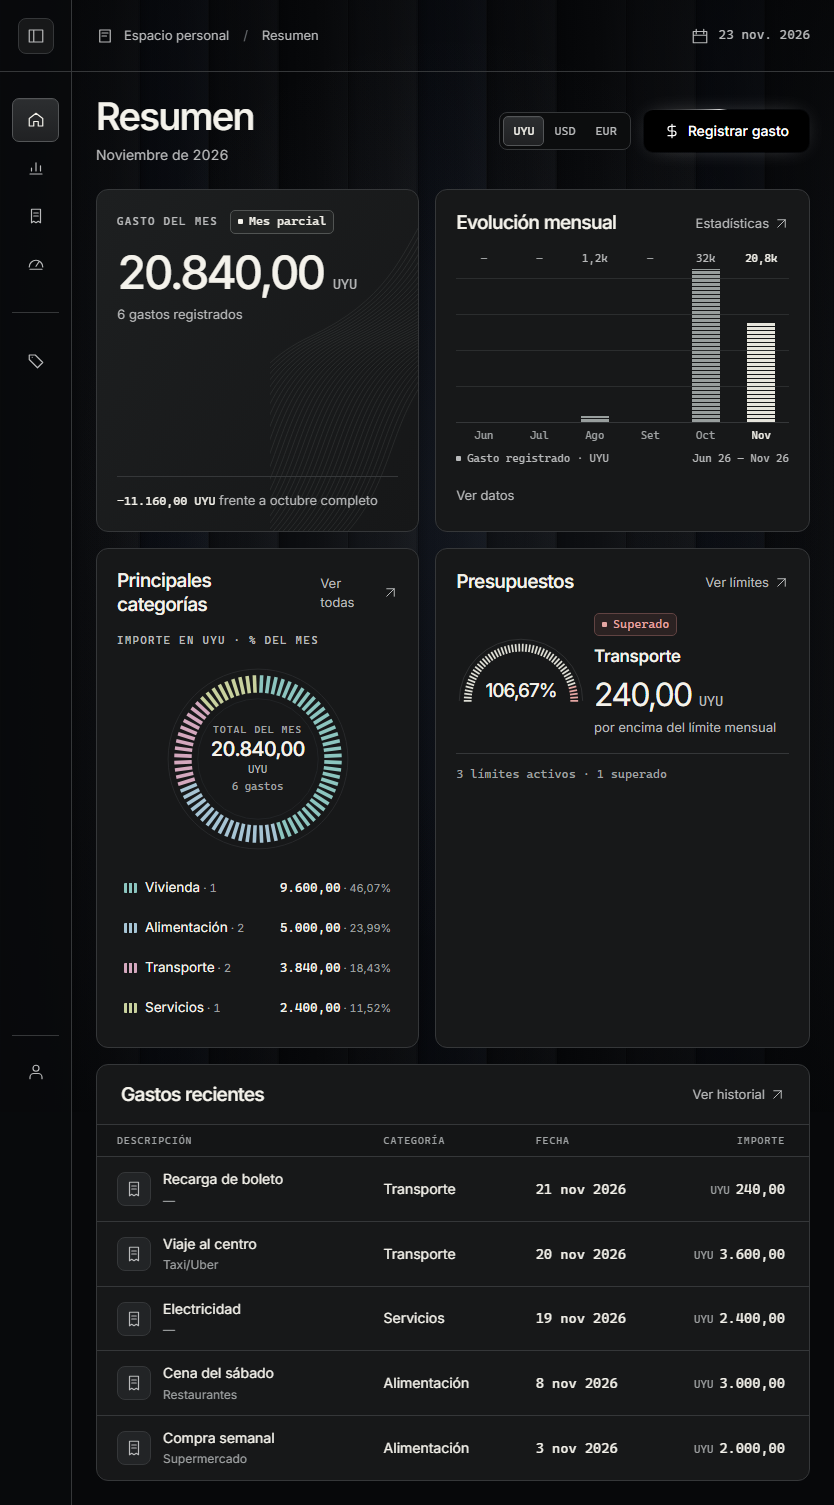 Espacio personal / Resumen
23 nov. 2026
Resumen
Noviembre de 2026
UYU USD EUR
Registrar gasto
GASTO DEL MES
Mes parcial
20.840,00 UYU
6 gastos registrados
−11.160,00 UYU frente a octubre completo
Evolución mensual
Estadísticas
— — 1,2k — 32k 20,8k
Jun Jul Ago Set Oct Nov
Gasto registrado · UYU
Jun 26 — Nov 26
Ver datos
Principales
categorías
Ver
todas
IMPORTE EN UYU · % DEL MES
TOTAL DEL MES
20.840,00
UYU
6 gastos
Vivienda · 1 9.600,00 · 46,07%
Alimentación · 2 5.000,00 · 23,99%
Transporte · 2 3.840,00 · 18,43%
Servicios · 1 2.400,00 · 11,52%
Presupuestos
Ver límites
106,67%
Superado
Transporte
240,00 UYU
por encima del límite mensual
3 límites activos · 1 superado
Gastos recientes
Ver historial
DESCRIPCIÓN CATEGORÍA FECHA IMPORTE
Recarga de boleto
—
Transporte 21 nov 2026 UYU 240,00
Viaje al centro
Taxi/Uber
Transporte 20 nov 2026 UYU 3.600,00
Electricidad
—
Servicios 19 nov 2026 UYU 2.400,00
Cena del sábado
Restaurantes
Alimentación 8 nov 2026 UYU 3.000,00
Compra semanal
Supermercado
Alimentación 3 nov 2026 UYU 2.000,00